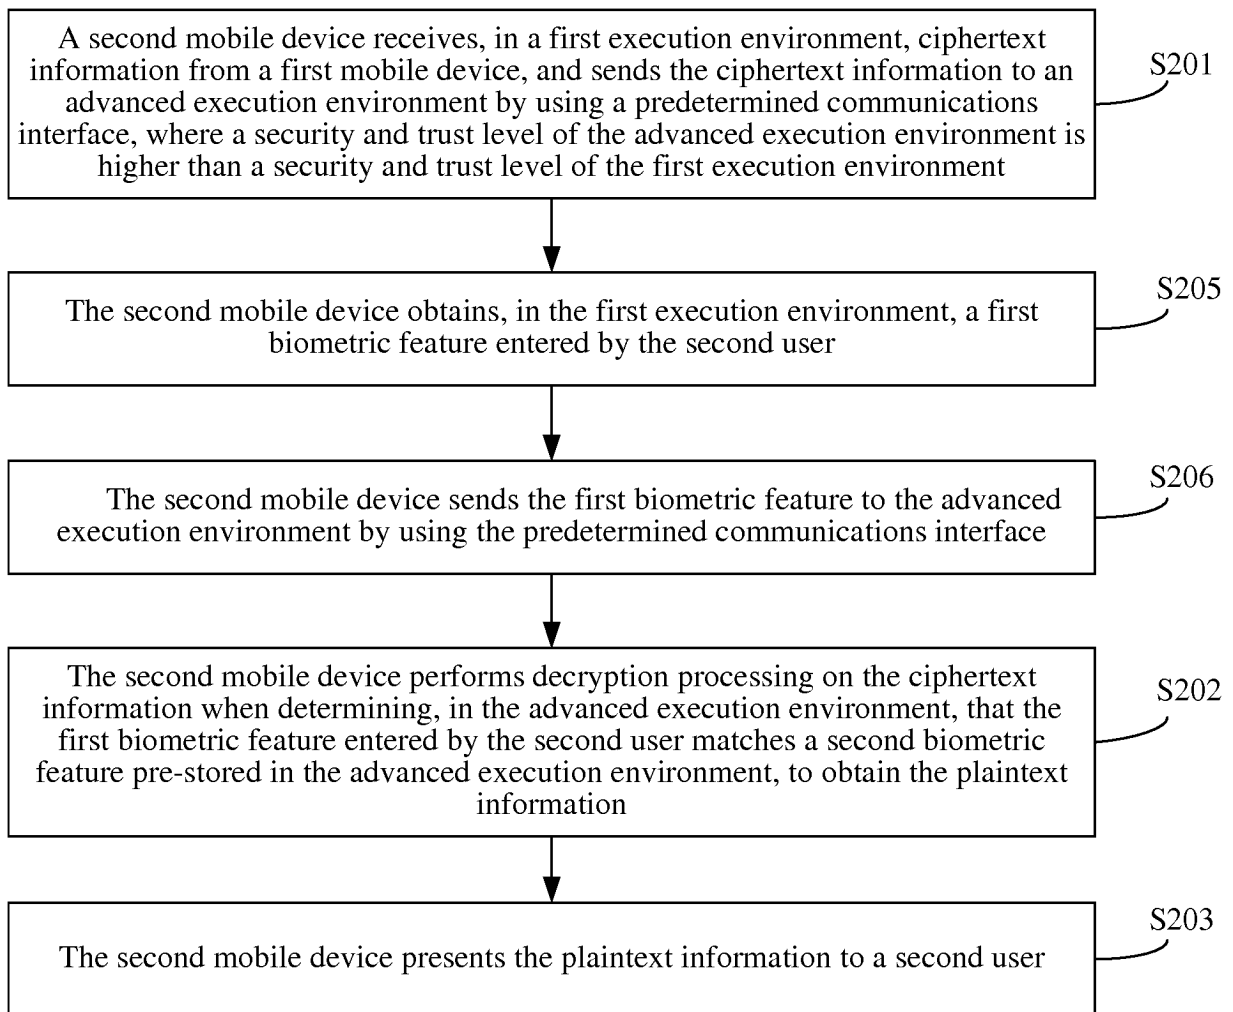 A second mobile device receives, in a first execution environment, ciphertext
information from a first mobile device, and sends the ciphertext information to an
advanced execution environment by using a predetermined communications
interface, where a security and trust level of the advanced execution environment is
higher than a security and trust level of the first execution environment
S201
The second mobile device obtains, in the first execution environment, a first
biometric feature entered by the second user
S205
The second mobile device sends the first biometric feature to the advanced
execution environment by using the predetermined communications interface
S206
The second mobile device performs decryption processing on the ciphertext
information when determining, in the advanced execution environment, that the
first biometric feature entered by the second user matches a second biometric
feature pre-stored in the advanced execution environment, to obtain the plaintext
information
S202
The second mobile device presents the plaintext information to a second user
S203